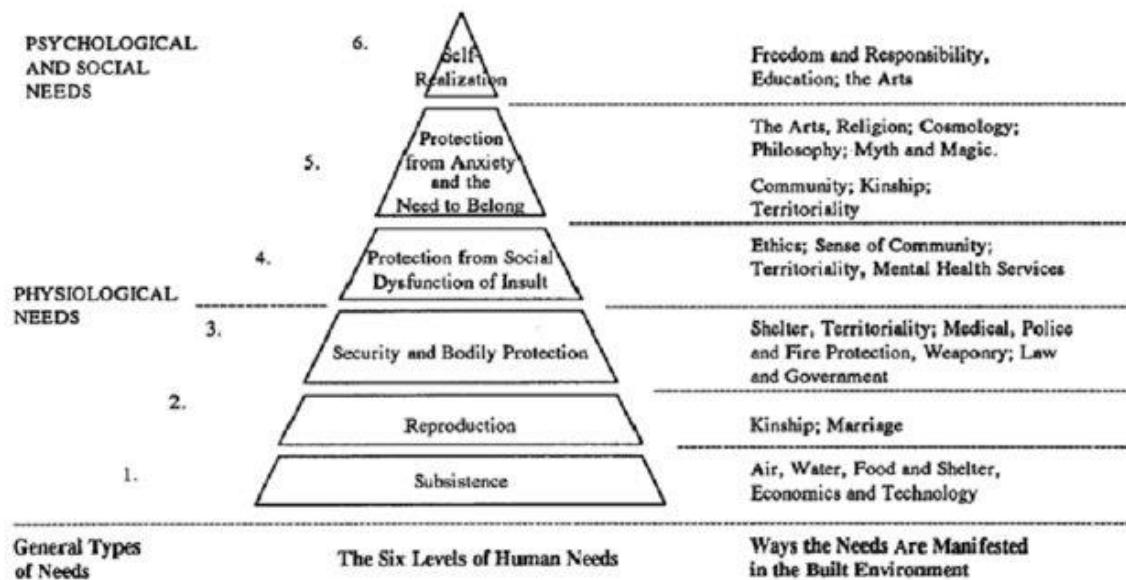 PSYCHOLOGICAL
AND SOCIAL
NEEDS
6.
Self-
Realization
Freedom and Responsibility,
Education; the Arts
5.
Protection
from Anxiety
and the
Need to Belong
The Arts, Religion; Cosmology;
Philosophy; Myth and Magic.
Community; Kinship;
Territoriality
4.
Protection from Social
Dysfunction of Insult
Ethics; Sense of Community;
Territoriality, Mental Health Services
PHYSIOLOGICAL
NEEDS
3.
Security and Bodily Protection
Shelter, Territoriality; Medical, Police
and Fire Protection, Weaponry; Law
and Government
2.
Reproduction
Kinship; Marriage
1.
Subsistence
Air, Water, Food and Shelter,
Economics and Technology
General Types
of Needs
The Six Levels of Human Needs
Ways the Needs Are Manifested
in the Built Environment